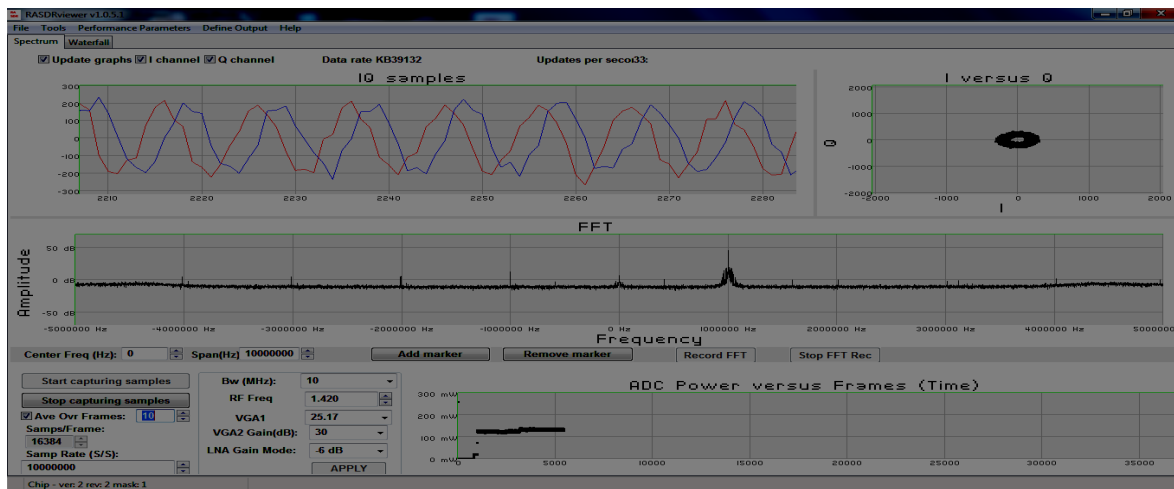 RASDRviewer v1.0.5.1
File Tools Performance Parameters Define Output Help
Spectrum Waterfall
Update graphs I channel Q channel Data rate KB39132 Updates per secor33:
IQ samples
300
200
100
0
-100
-200
-300
2210 2220 2230 2240 2250 2260 2270 2280
I versus Q
2000
1000
0
-1000
-2000
Q
-2000 -1000 0 1000 2000
I
FFT
Amplitude
50 dB
0 dB
-50 dB
-5000000 Hz -4000000 Hz -3000000 Hz -2000000 Hz -1000000 Hz 0 Hz 1000000 Hz 2000000 Hz 3000000 Hz 4000000 Hz 5000000
Frequency
Center Freq (Hz): 0 Span(Hz) 10000000 Add marker Remove marker Record FFT Stop FFT Rec
Start capturing samples
Stop capturing samples
Ave Ovr Frames: 10
Samps/Frame:
16384
Samp Rate (S/S):
10000000
Bw (MHz): 10
RF Freq 1.420
VGA1 25.17
VGA2 Gain(dB): 30
LNA Gain Mode: -6 dB
APPLY
ADC Power versus Frames (Time)
300 mW
200 mW
100 mW
0 mW
0 5000 10000 15000 20000 25000 30000 35000
Chip - ver: 2 rev: 2 mask: 1